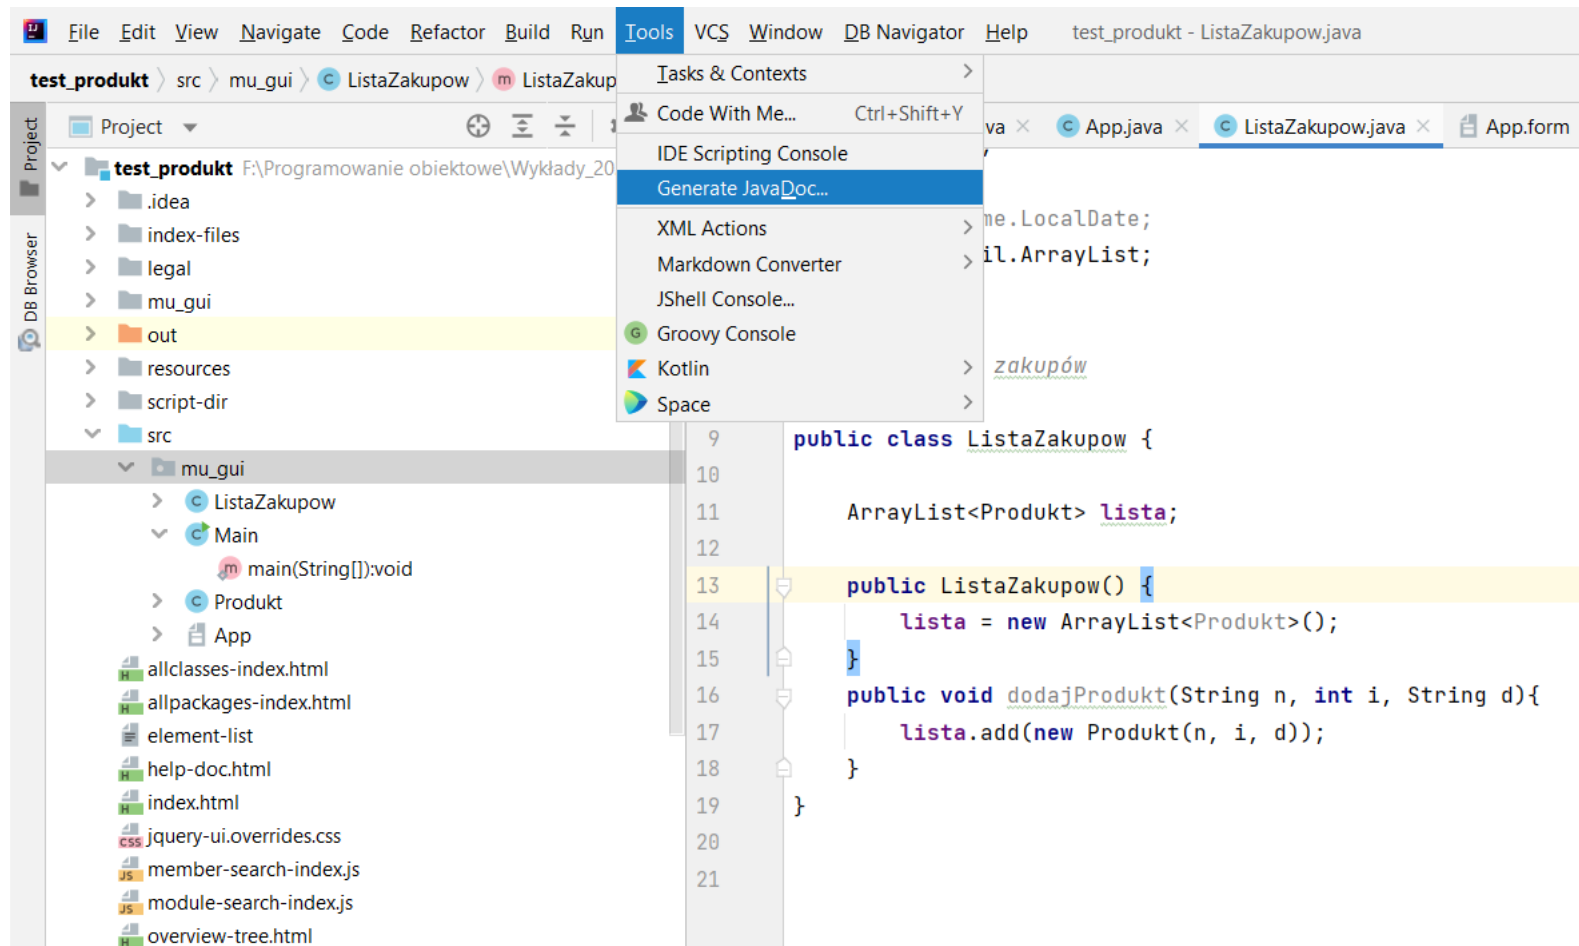 File Edit View Navigate Code Refactor Build Run Tools VCS Window DB Navigator Help test_produkt - ListaZakupow.java
test_produkt src mu_gui ListaZakupow ListaZakup
Project
DB Browser
Project
test_produkt F:\Programowanie obiektowe\Wykłady_20
.idea
index-files
legal
mu_gui
out
resources
script-dir
src
mu_gui
ListaZakupow
Main
main(String[]):void
Produkt
App
allclasses-index.html
allpackages-index.html
element-list
help-doc.html
index.html
jquery-ui.overrides.css
member-search-index.js
module-search-index.js
overview-tree.html
Tasks & Contexts
Code With Me... Ctrl+Shift+Y
IDE Scripting Console
Generate JavaDoc...
XML Actions
Markdown Converter
JShell Console...
Groovy Console
Kotlin
Space
va App.java ListaZakupow.java App.form
me.LocalDate;
il.ArrayList;
zakupów
9 public class ListaZakupow {
10
11 ArrayList<Produkt> lista;
12
13 public ListaZakupow() {
14 lista = new ArrayList<Produkt>();
15 }
16 public void dodajProdukt(String n, int i, String d){
17 lista.add(new Produkt(n, i, d));
18 }
19 }
20
21